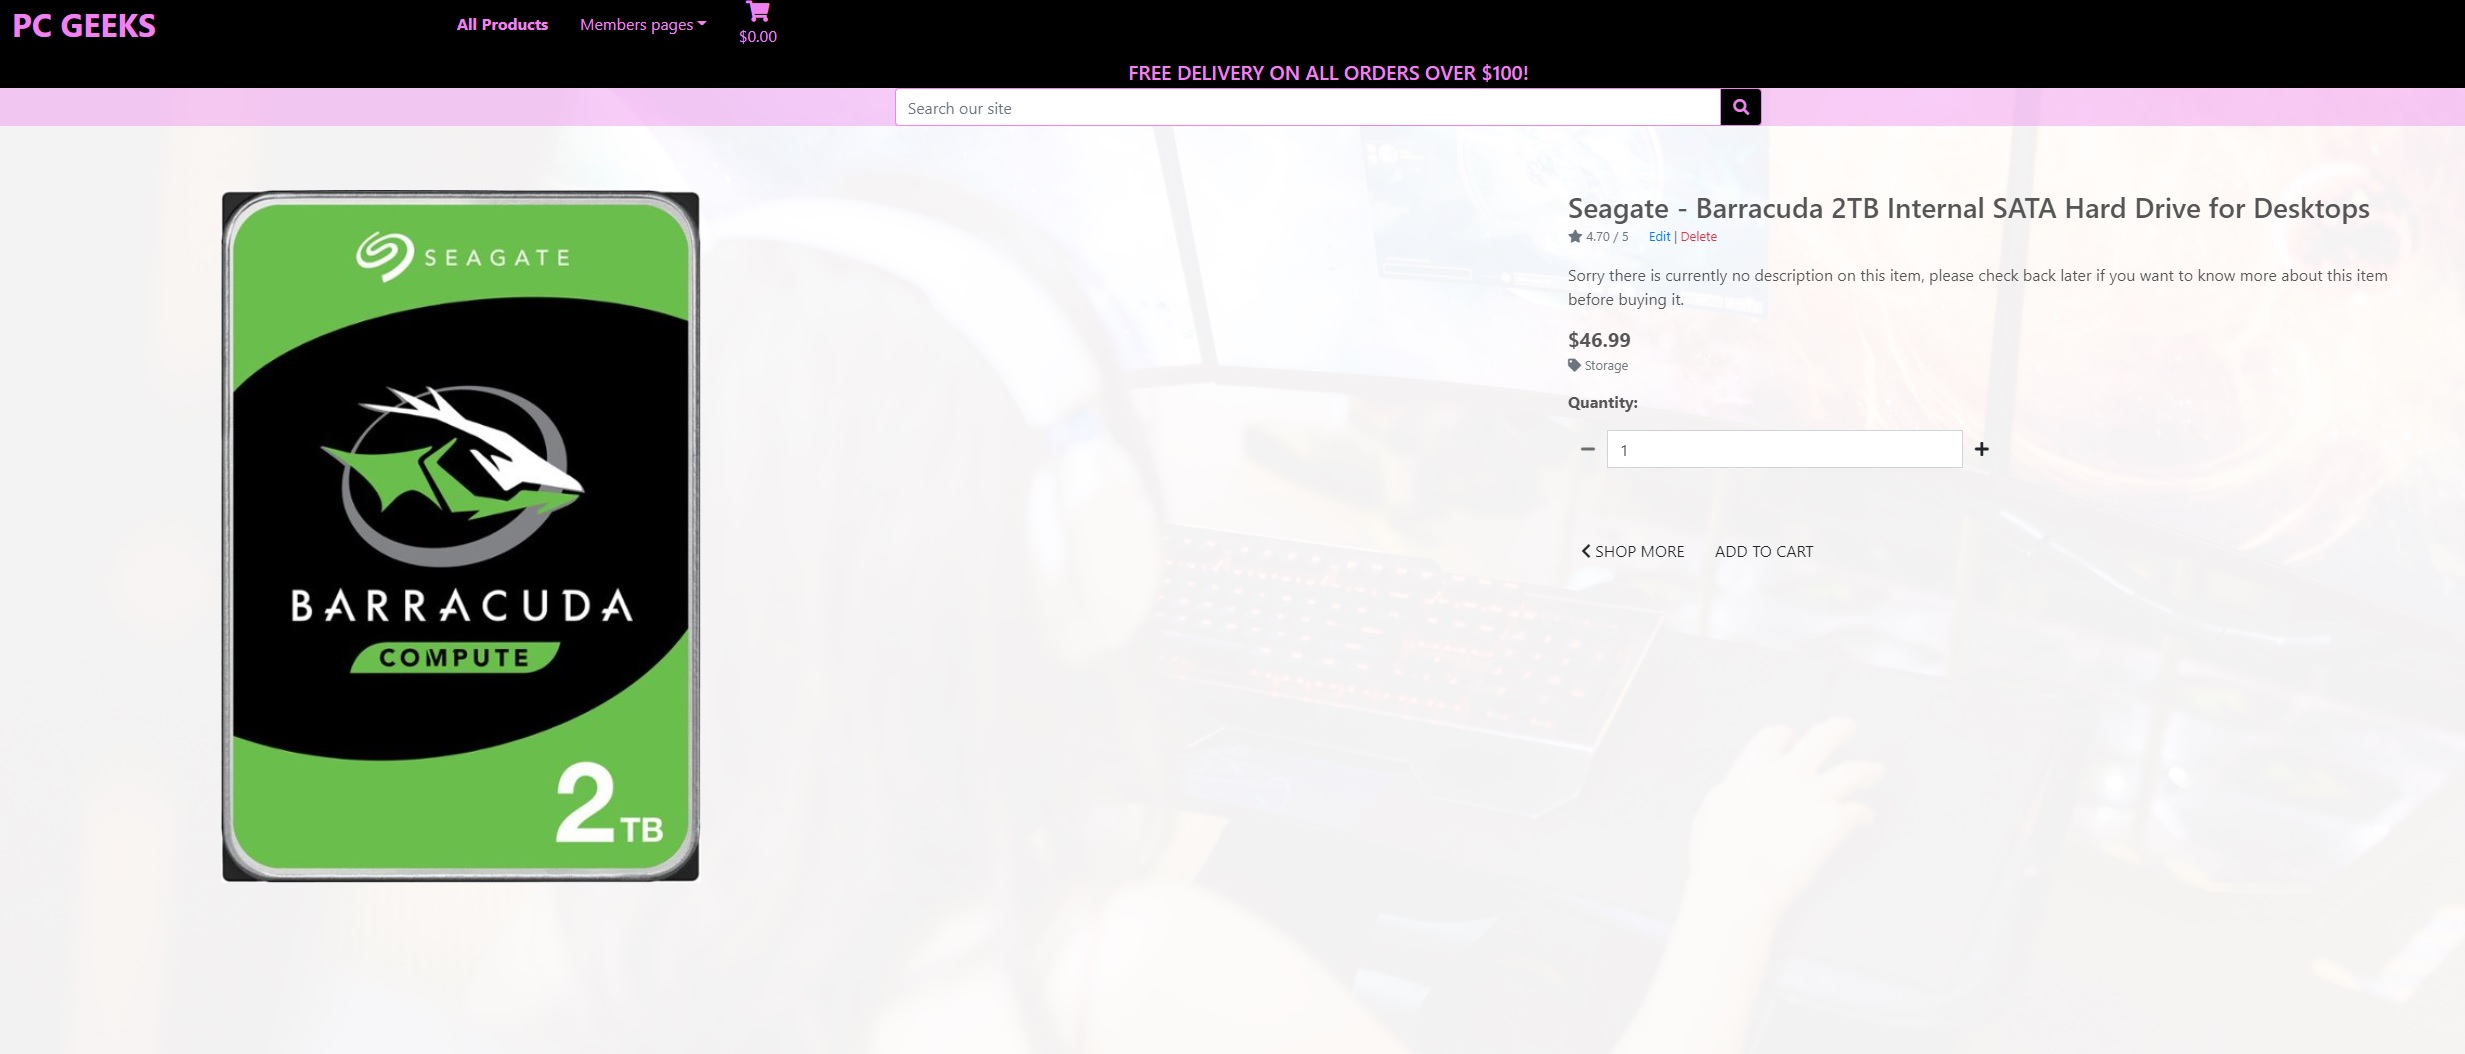 PC GEEKS
All Products
Members pages
$0.00
FREE DELIVERY ON ALL ORDERS OVER $100!
Search our site
SEAGATE
BARRACUDA
COMPUTE
2 TB
Seagate - Barracuda 2TB Internal SATA Hard Drive for Desktops
4.70 / 5 Edit | Delete
Sorry there is currently no description on this item, please check back later if you want to know more about this item
before buying it.
$46.99
Storage
Quantity:
1
SHOP MORE ADD TO CART